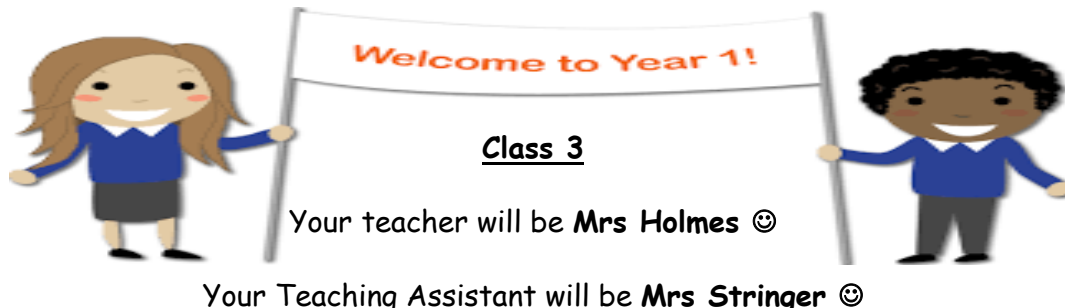 Welcome to Year 1!
Class 3
Your teacher will be Mrs Holmes ☺
Your Teaching Assistant will be Mrs Stringer ☺